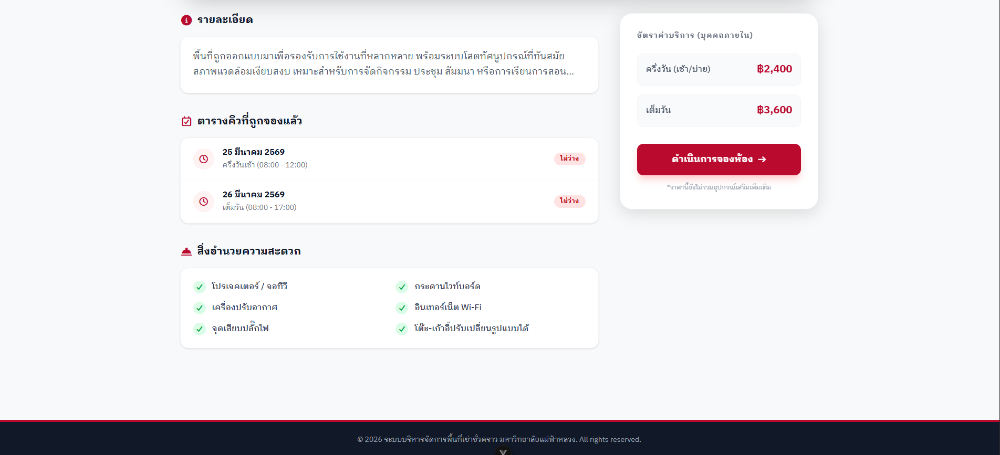 รายละเอียด
พื้นที่ถูกออกแบบมาเพื่อรองรับการใช้งานที่หลากหลาย พร้อมระบบโสตทัศนูปกรณ์ที่ทันสมัย
สภาพแวดล้อมเงียบสงบ เหมาะสำหรับการจัดกิจกรรม ประชุม สัมมนา หรือการเรียนการสอน...
ตารางคิวที่ถูกจองแล้ว
25 มีนาคม 2569
ครึ่งวันเช้า (08:00 - 12:00)
ไม่ว่าง
26 มีนาคม 2569
เต็มวัน (08:00 - 17:00)
ไม่ว่าง
สิ่งอำนวยความสะดวก
โปรเจคเตอร์ / จอทีวี
กระดานไวท์บอร์ด
เครื่องปรับอากาศ
อินเทอร์เน็ต Wi-Fi
จุดเสียบปลั๊กไฟ
โต๊ะ-เก้าอี้ปรับเปลี่ยนรูปแบบได้
อัตราค่าบริการ (บุคคลภายใน)
ครึ่งวัน (เช้า/บ่าย)
฿2,400
เต็มวัน
฿3,600
ดำเนินการจองห้อง →
*ราคานี้ยังไม่รวมอุปกรณ์เสริมเพิ่มเติม
© 2026 ระบบบริหารจัดการพื้นที่เช่าชั่วคราว มหาวิทยาลัยแม่ฟ้าหลวง. All rights reserved.